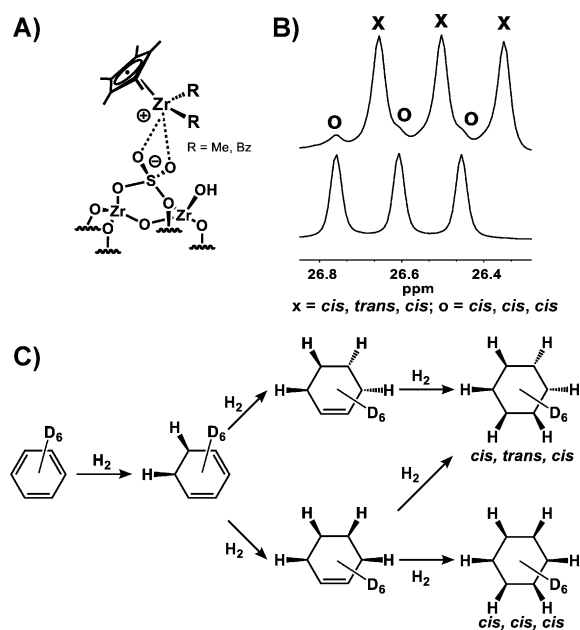 A)
R
Zr
R
⊕
R = Me, Bz
⊖
O
O
S
O
O
OH
O
Zr
O
Zr
O
O
O
B)
x
x
x
o
o
o
26.8
26.6
26.4
ppm
x = cis, trans, cis; o = cis, cis, cis
C)
D6
H2
H
D6
H
H2
H2
H
H
H
H
D6
H2
H
H
H
H
D6
H
H
cis, trans, cis
H2
H
H
H
H
D6
H2
H
H
H
H
D6
H
H
cis, cis, cis